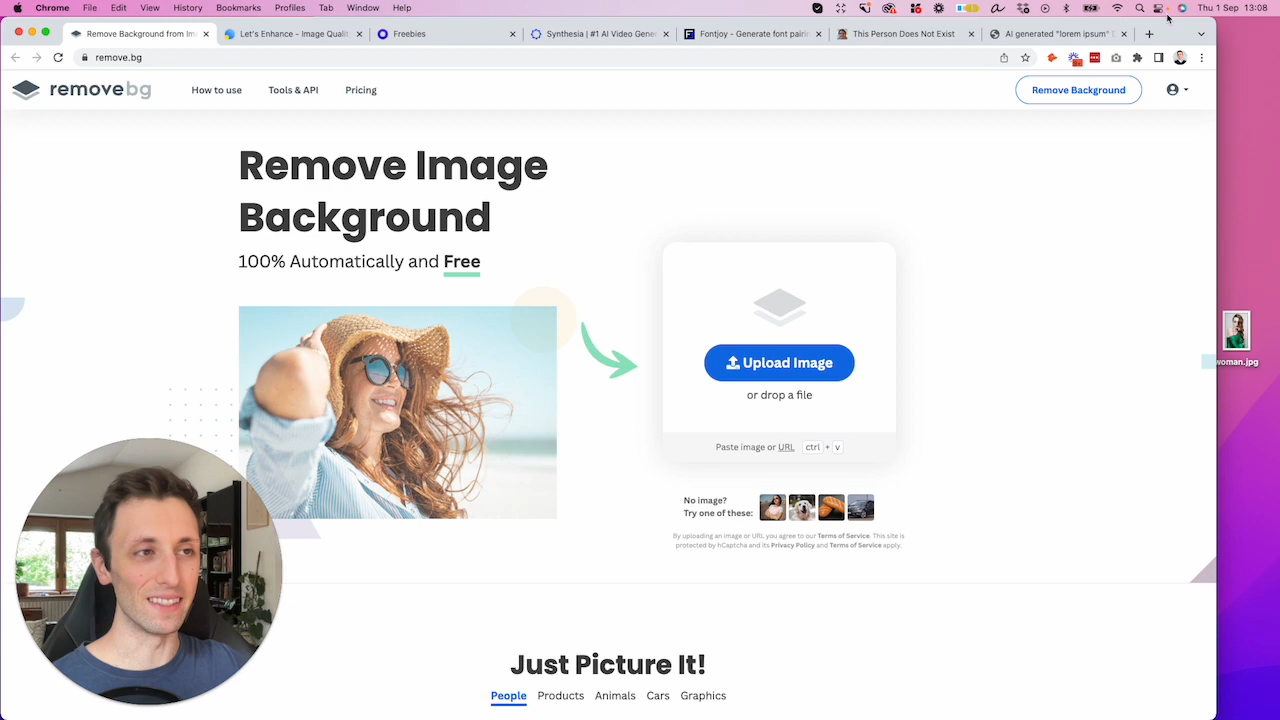 Chrome File Edit View History Bookmarks Profiles Tab Window Help Thu 1 Sep 13:08
Remove Background from Im Let's Enhance - Image Quali Freebies Synthesia | #1 AI Video Gene Fontjoy - Generate font pairin This Person Does Not Exist AI generated "lorem ipsum"
remove.bg
removebg How to use Tools & API Pricing Remove Background
Remove Image
Background
100% Automatically and Free
Upload Image
or drop a file
Paste image or URL ctrl + v
woman.jpg
No image?
Try one of these:
By uploading an image or URL you agree to our Terms of Service. This site is
protected by hCaptcha and its Privacy Policy and Terms of Service apply.
Just Picture It!
People Products Animals Cars Graphics